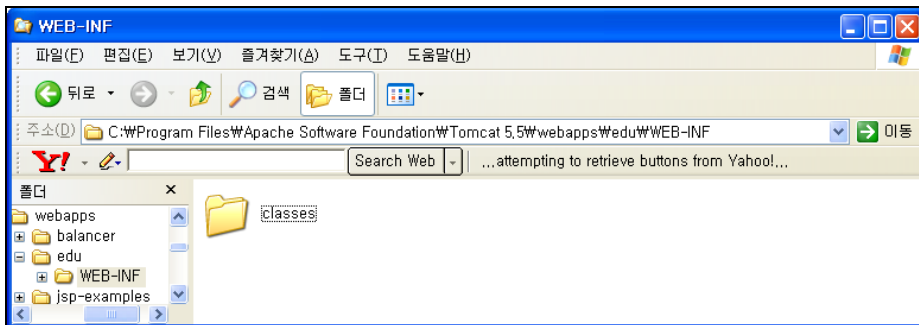 WEB-INF
파일(F) 편집(E) 보기(V) 즐겨찾기(A) 도구(T) 도움말(H)
뒤로 검색 폴더
주소(D) C:₩Program Files₩Apache Software Foundation₩Tomcat 5.5₩webapps₩edu₩WEB-INF 이동
Y! Search Web ...attempting to retrieve buttons from Yahoo!...
폴더 ×
webapps
balancer
edu
WEB-INF
jsp-examples
classes